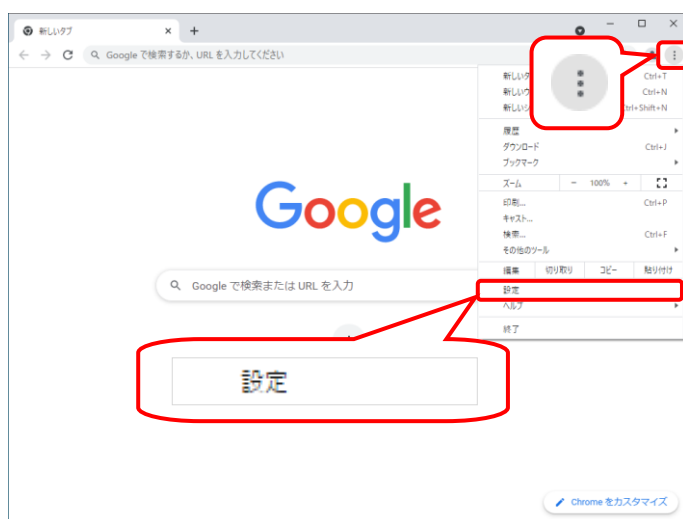 新しいタブ
Google で検索するか、URL を入力してください
新しいタ Ctrl+T
新しいウ Ctrl+N
新しいシ Ctrl+Shift+N
履歴
ダウンロード Ctrl+J
ブックマーク
ズーム − 100% +
印刷... Ctrl+P
キャスト...
検索... Ctrl+F
その他のツール
編集 切り取り コピー 貼り付け
設定
ヘルプ
終了
Google
Google で検索または URL を入力
設定
Chrome をカスタマイズ